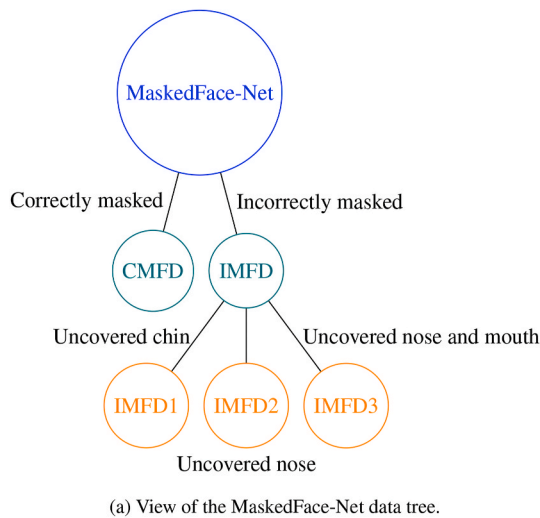 MaskedFace-Net
Correctly masked
Incorrectly masked
CMFD
IMFD
Uncovered chin
Uncovered nose and mouth
IMFD1
IMFD2
IMFD3
Uncovered nose
(a) View of the MaskedFace-Net data tree.